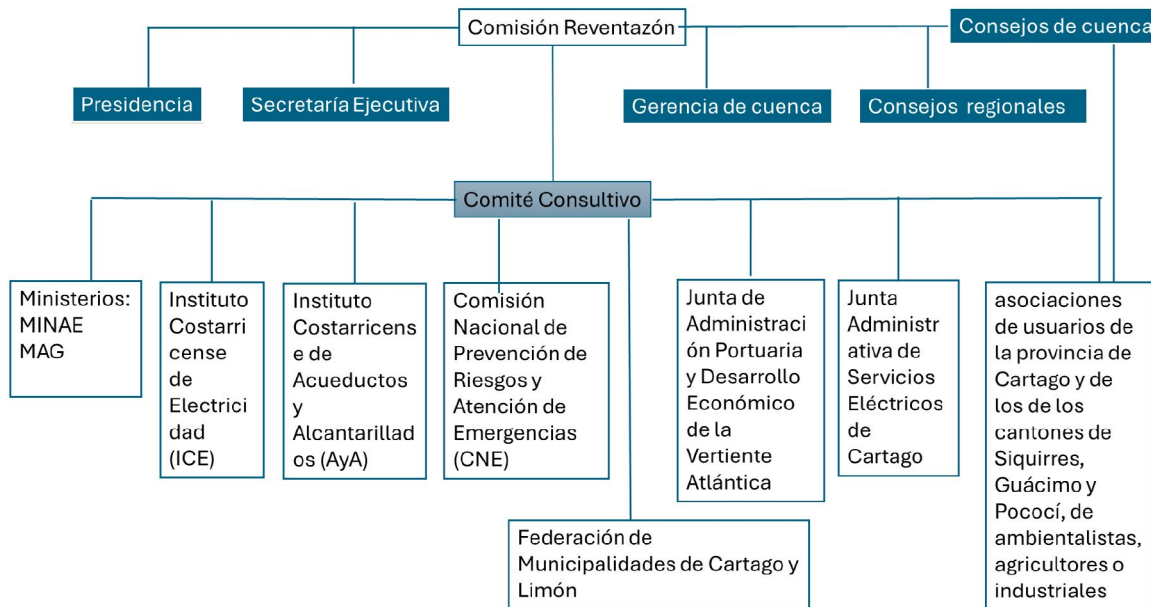 Comisión Reventazón
Consejos de cuenca
Presidencia
Secretaría Ejecutiva
Gerencia de cuenca
Consejos regionales
Comité Consultivo
Ministerios:
MINAE
MAG
Instituto
Costarri
cense
de
Electrici
dad
(ICE)
Instituto
Costarricens
e de
Acueductos
y
Alcantarillad
os (AyA)
Comisión
Nacional de
Prevención de
Riesgos y
Atención de
Emergencias
(CNE)
Federación de
Municipalidades de Cartago y
Limón
Junta de
Administraci
ón Portuaria
y Desarrollo
Económico
de la
Vertiente
Atlántica
Junta
Administr
ativa de
Servicios
Eléctricos
de
Cartago
asociaciones
de usuarios de
la provincia de
Cartago y de
los de los
cantones de
Siquirres,
Guácimo y
Pococí, de
ambientalistas,
agricultores o
industriales